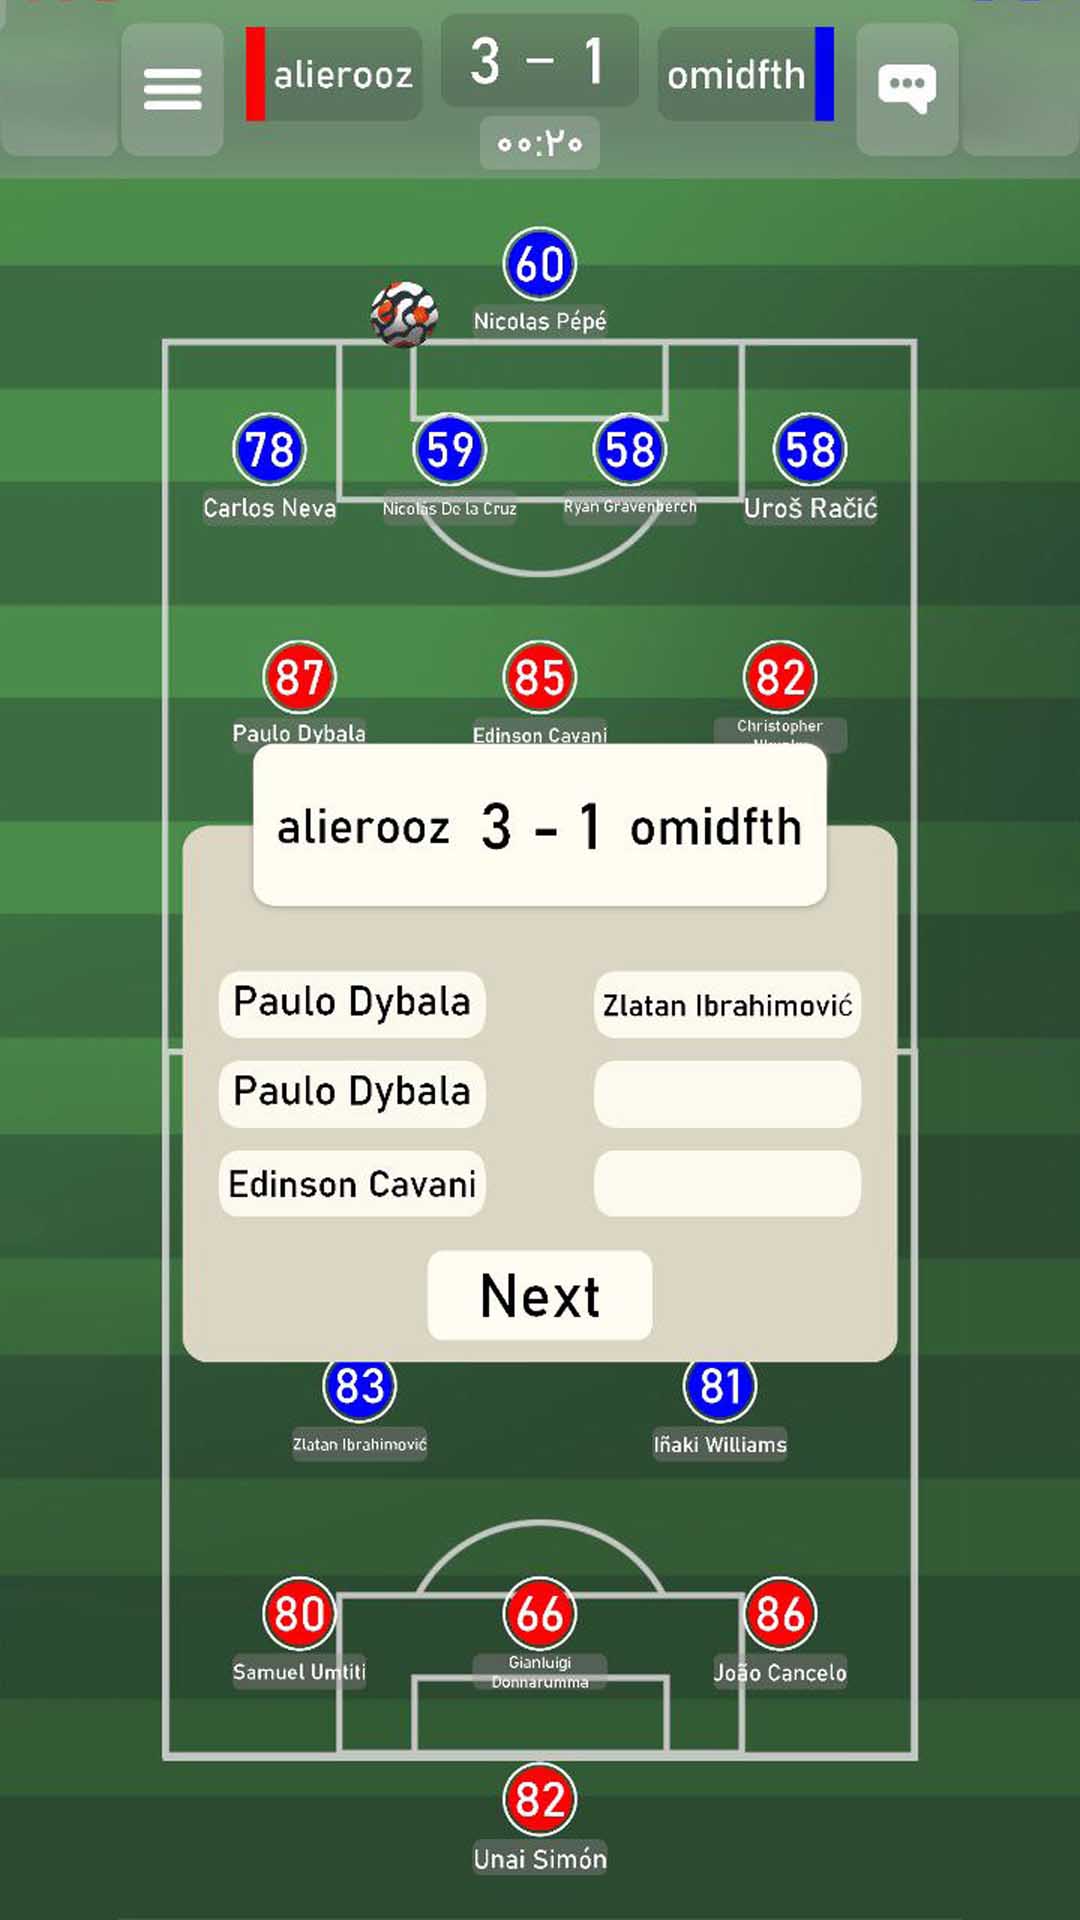 alierooz 3 - 1 omidfth
۰۰:۲۰
60
Nicolas Pépé
78 59 58 58
Carlos Neva Nicolás De la Cruz Ryan Gravenberch Uroš Račić
87 85 82
Paulo Dybala Edinson Cavani Christopher
alierooz 3 - 1 omidfth
Paulo Dybala Zlatan Ibrahimović
Paulo Dybala
Edinson Cavani
Next
83 81
Zlatan Ibrahimović Iñaki Williams
80 66 86
Samuel Umtiti Gianluigi Donnarumma João Cancelo
82
Unai Simón